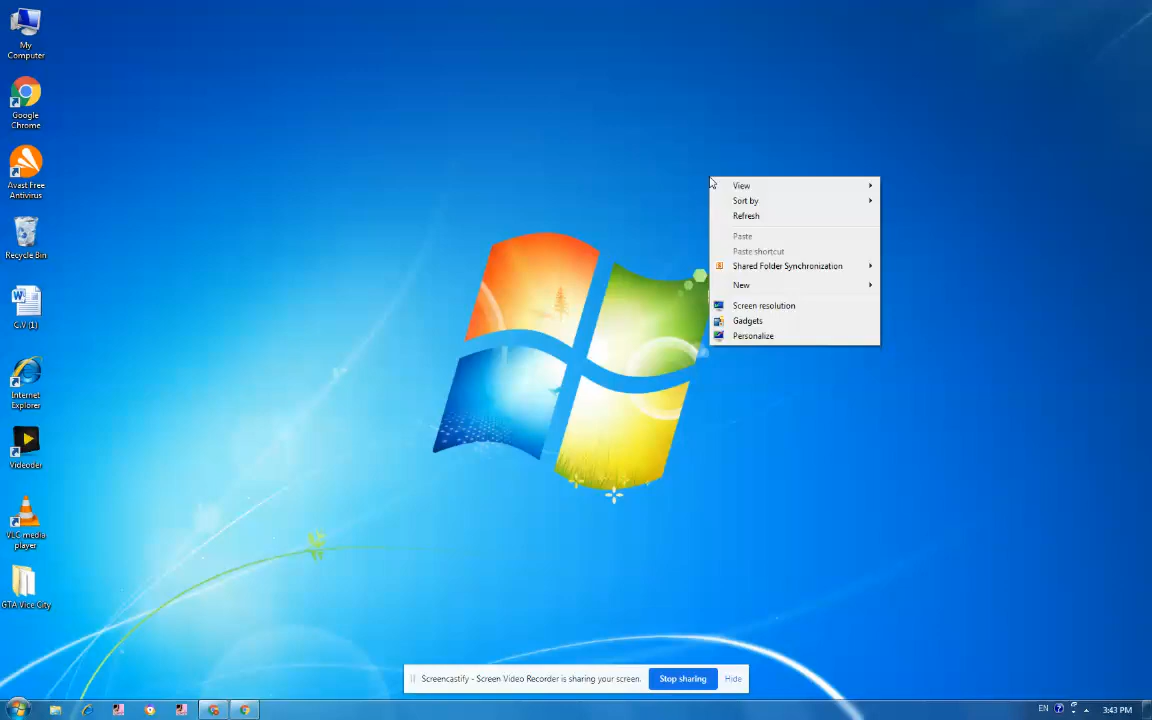 My
Computer
Google
Chrome
Avast Free
Antivirus
Recycle Bin
C.V (1)
Internet
Explorer
Videoder
VLC media
player
GTA Vice City
View
Sort by
Refresh
Paste
Paste shortcut
Shared Folder Synchronization
New
Screen resolution
Gadgets
Personalize
Screencastify - Screen Video Recorder is sharing your screen.
Stop sharing
Hide
EN
3:43 PM